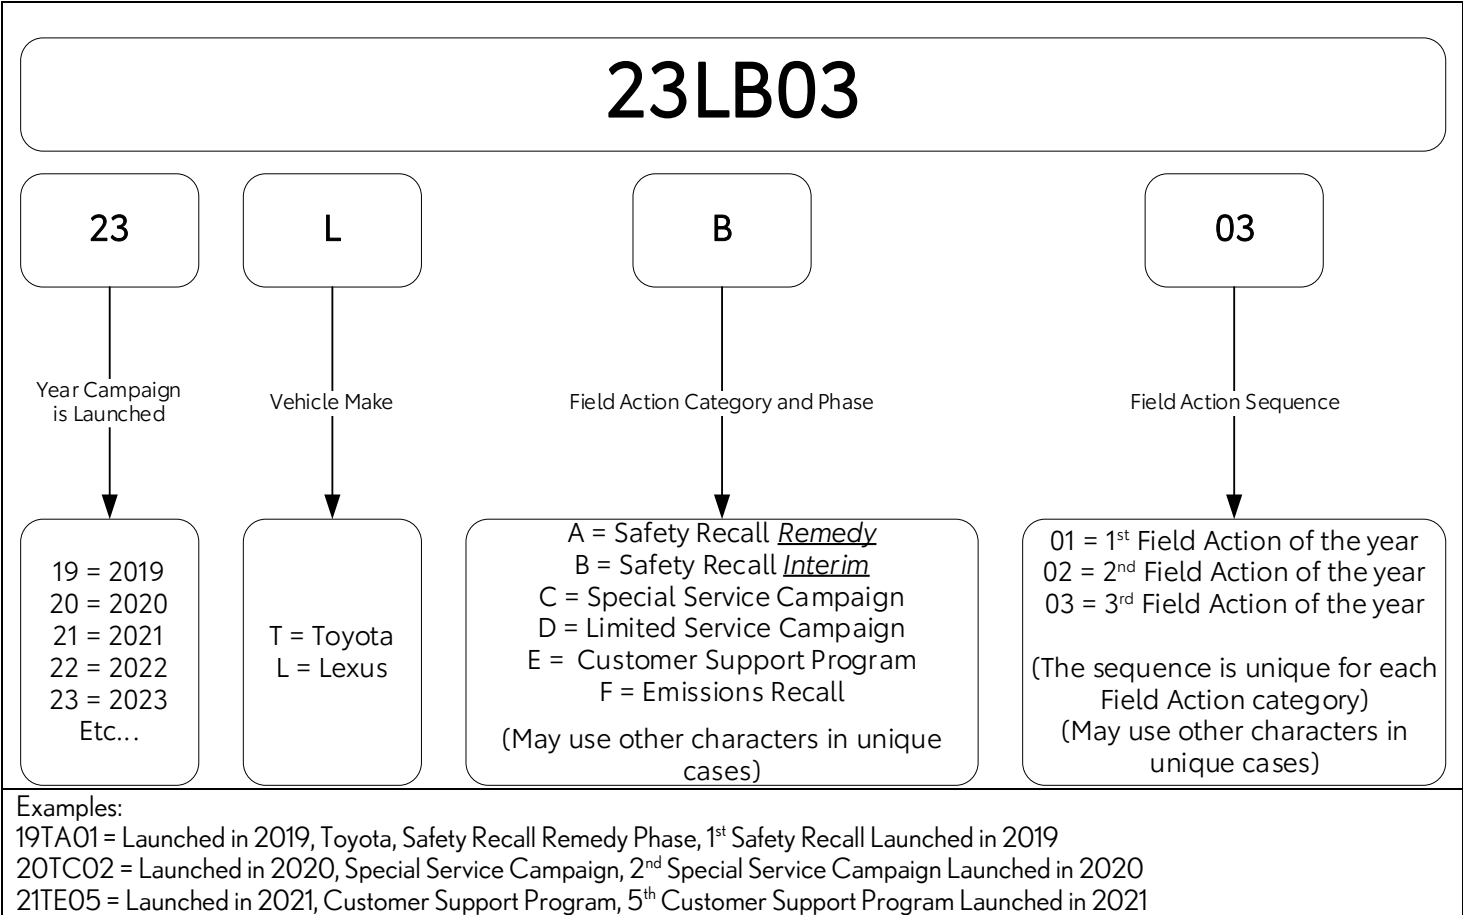 23LB03
23
L
B
03
Year Campaign
is Launched
Vehicle Make
Field Action Category and Phase
Field Action Sequence
19 = 2019
20 = 2020
21 = 2021
22 = 2022
23 = 2023
Etc...
T = Toyota
L = Lexus
A = Safety Recall Remedy
B = Safety Recall Interim
C = Special Service Campaign
D = Limited Service Campaign
E =  Customer Support Program
F = Emissions Recall
(May use other characters in unique
cases)
01 = 1st Field Action of the year
02 = 2nd Field Action of the year
03 = 3rd Field Action of the year
(The sequence is unique for each
Field Action category)
(May use other characters in
unique cases)
Examples:
19TA01 = Launched in 2019, Toyota, Safety Recall Remedy Phase, 1st Safety Recall Launched in 2019
20TC02 = Launched in 2020, Special Service Campaign, 2nd Special Service Campaign Launched in 2020
21TE05 = Launched in 2021, Customer Support Program, 5th Customer Support Program Launched in 2021